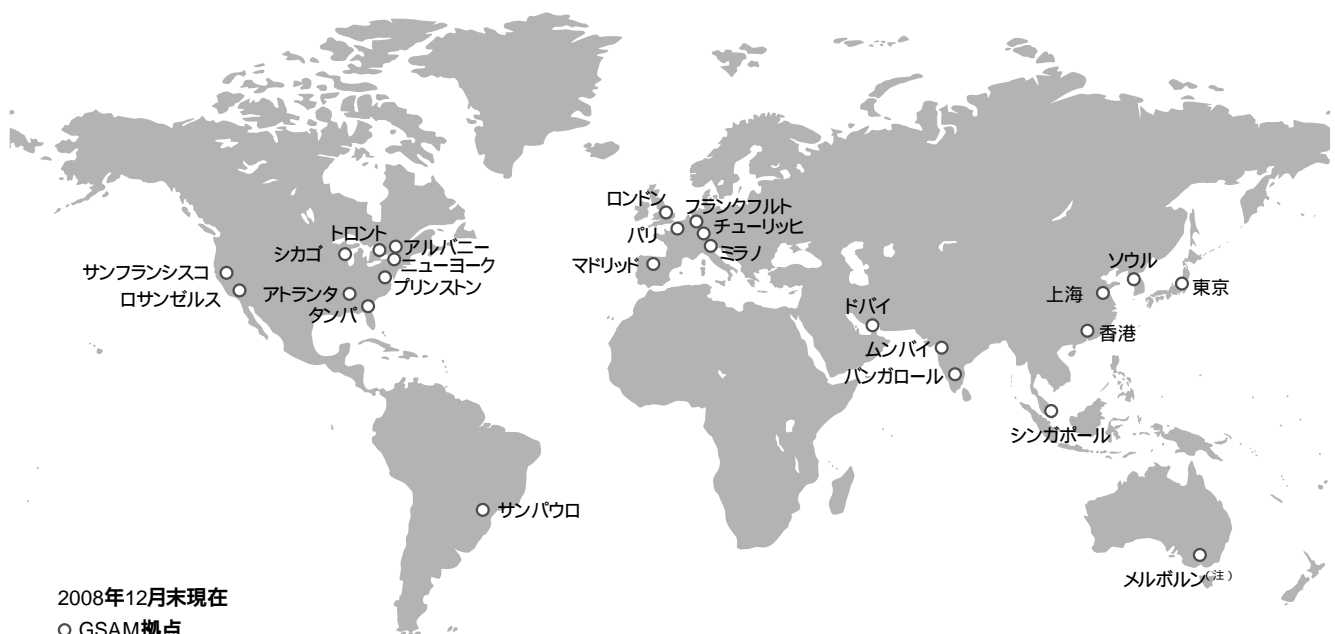 ロンドン
フランクフルト
パリ
チューリッヒ
ミラノ
マドリッド
トロント
アルバニー
シカゴ
ニューヨーク
サンフランシスコ
プリンストン
ロサンゼルス
アトランタ
タンパ
ソウル
上海
東京
ドバイ
香港
ムンバイ
バンガロール
シンガポール
サンパウロ
メルボルン(注)
2008年12月末現在
○ GSAM拠点